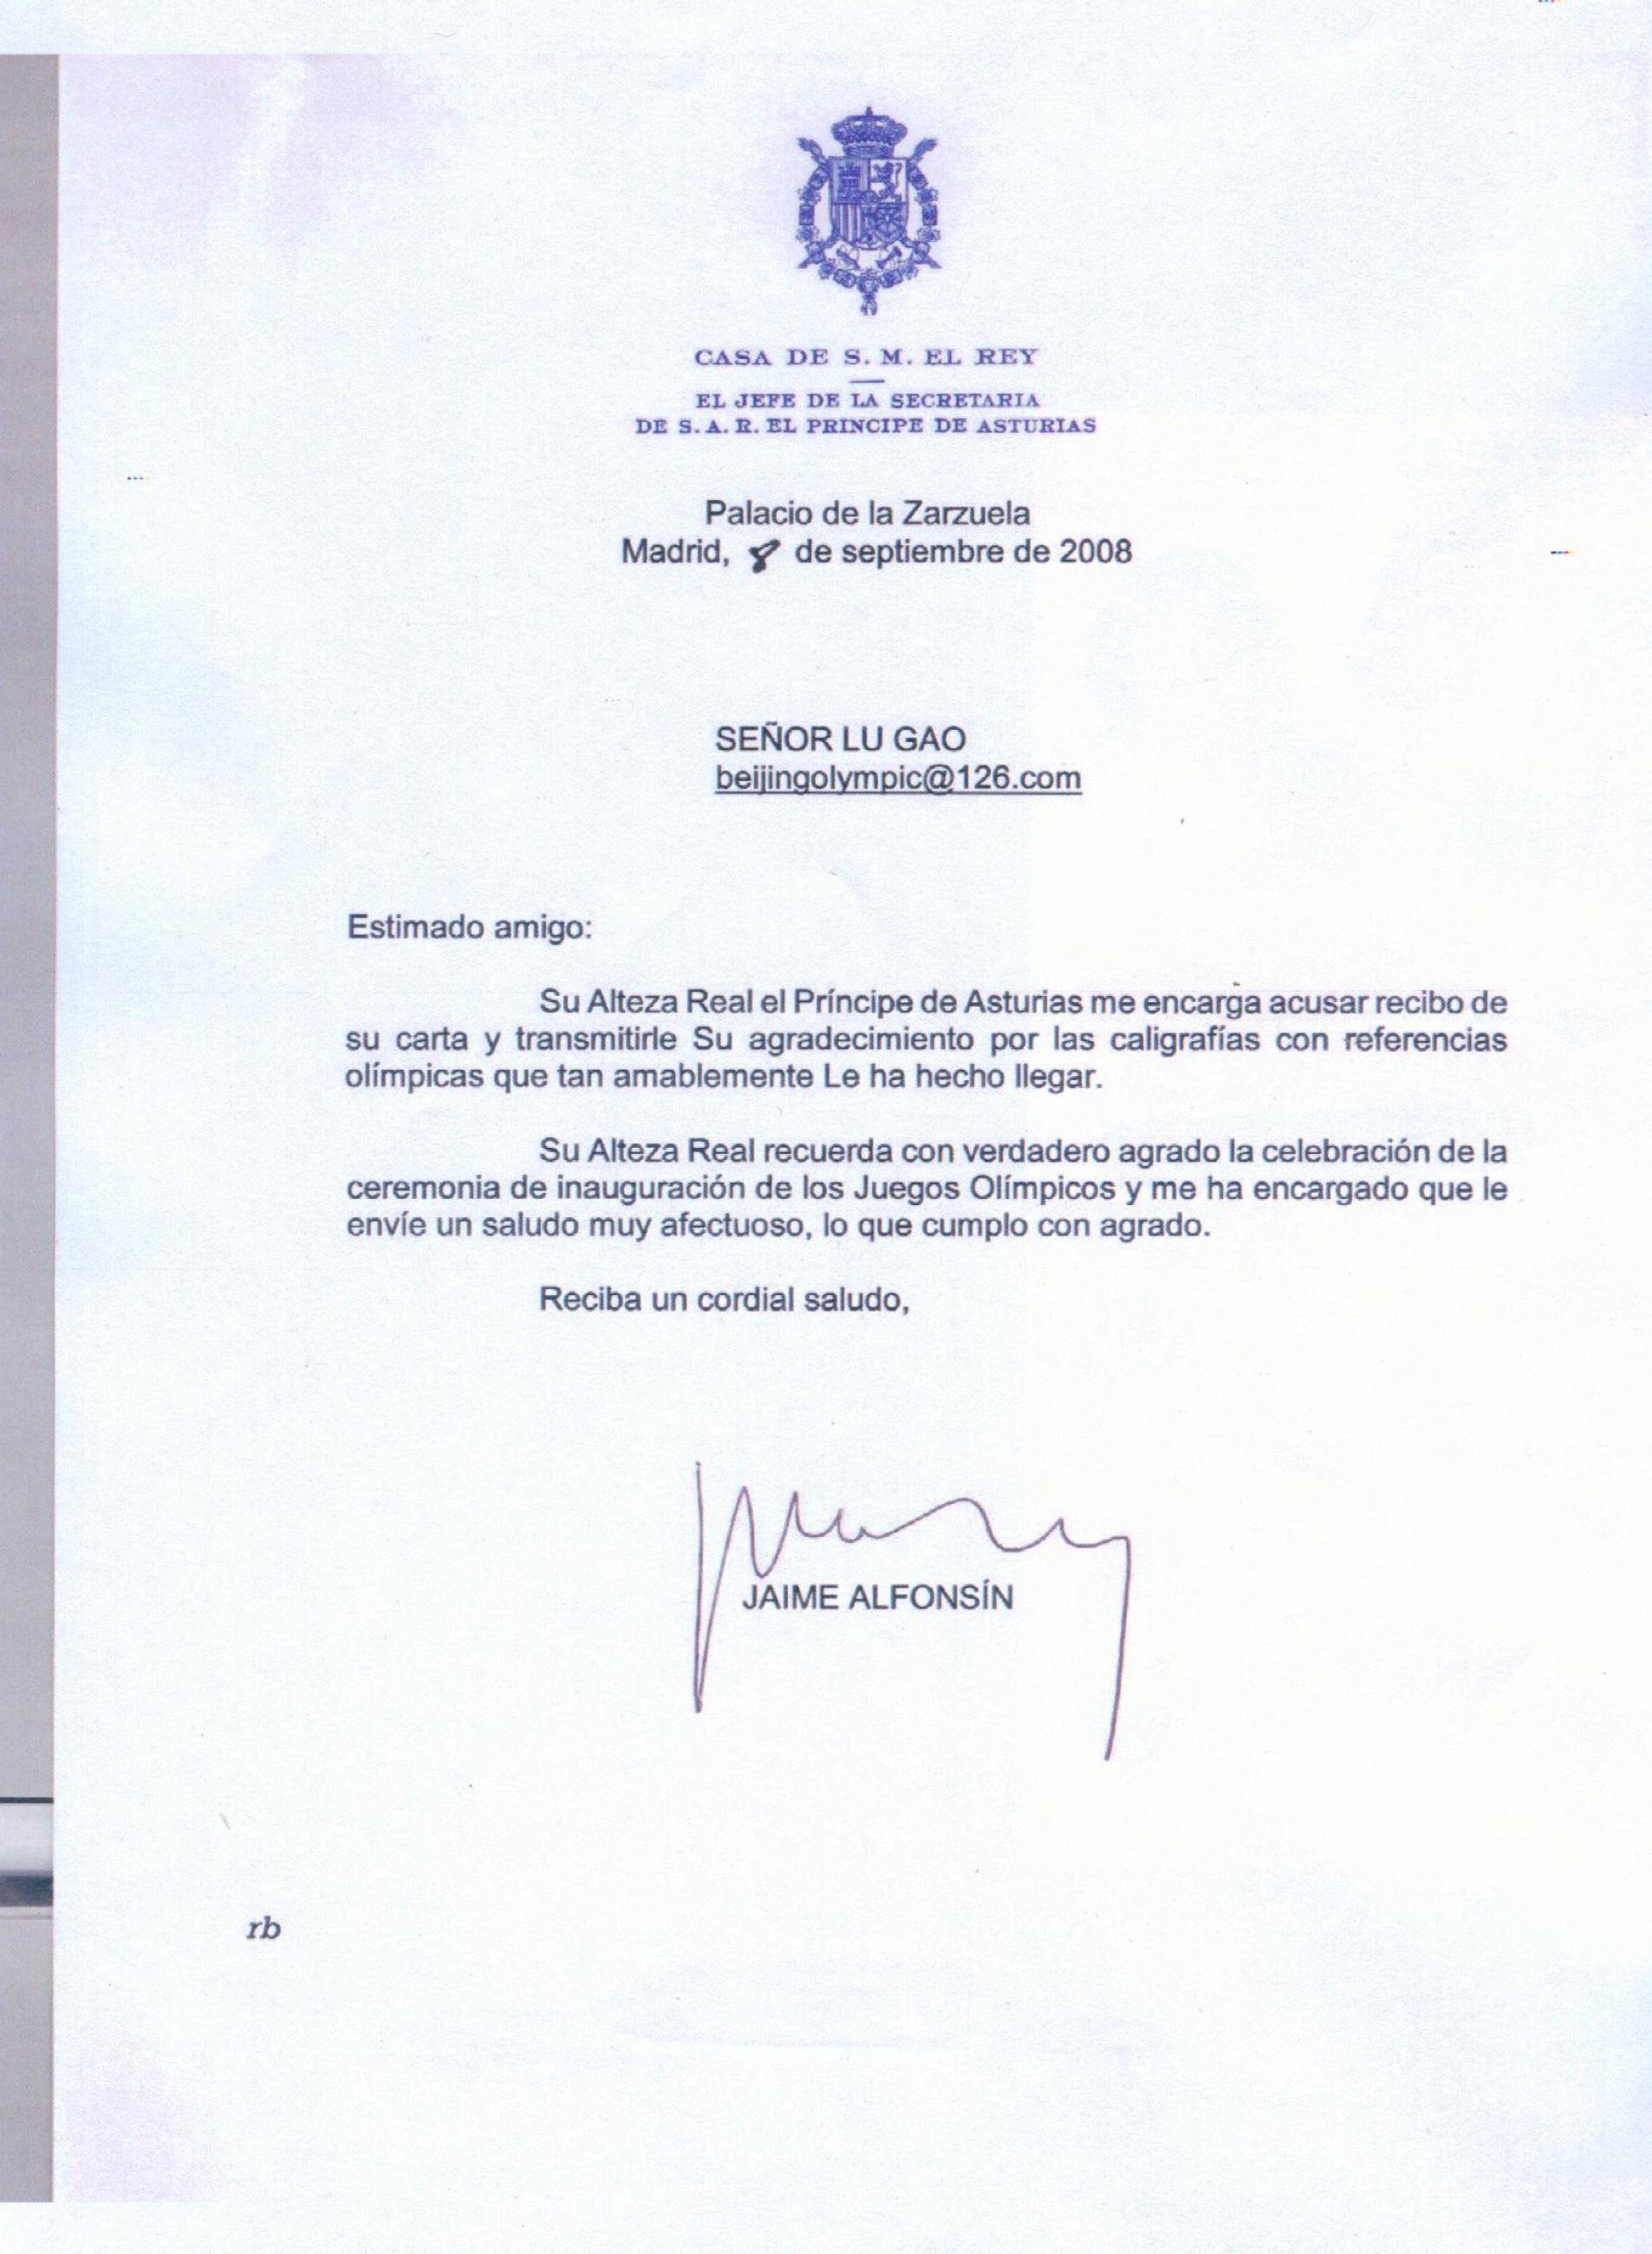 CASA DE S. M. EL REY
EL JEFE DE LA SECRETARIA
DE S. A. R. EL PRINCIPE DE ASTURIAS
Palacio de la Zarzuela
Madrid, 8 de septiembre de 2008
SEÑOR LU GAO
beijingolympic@126.com
Estimado amigo:
Su Alteza Real el Príncipe de Asturias me encarga acusar recibo de
su carta y transmitirle Su agradecimiento por las caligrafías con referencias
olímpicas que tan amablemente Le ha hecho llegar.
Su Alteza Real recuerda con verdadero agrado la celebración de la
ceremonia de inauguración de los Juegos Olímpicos y me ha encargado que le
envíe un saludo muy afectuoso, lo que cumplo con agrado.
Reciba un cordial saludo,
JAIME ALFONSÍN
rb